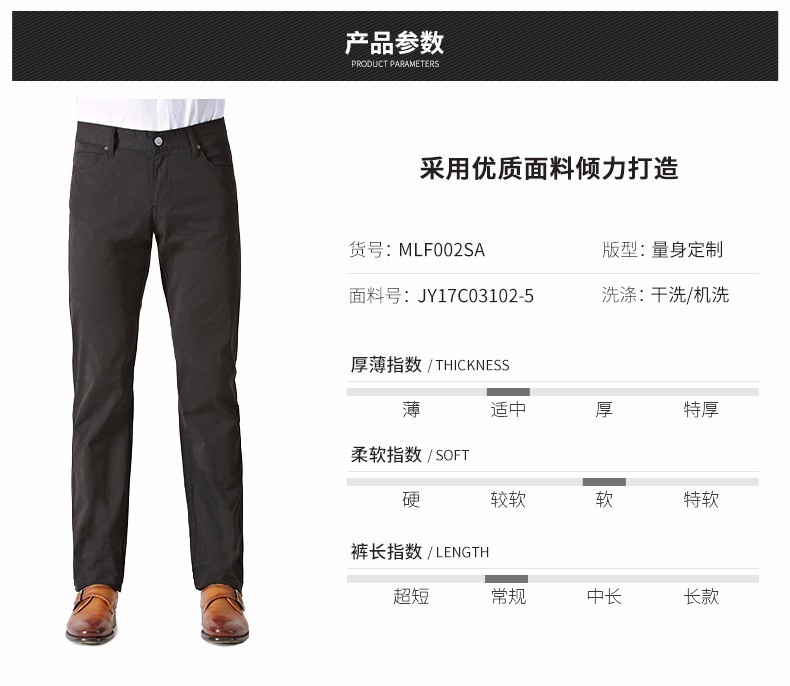 产品参数
PRODUCT PARAMETERS
采用优质面料倾力打造
货号：MLF002SA 版型：量身定制
面料号：JY17C03102-5 洗涤：干洗/机洗
厚薄指数 / THICKNESS
薄 适中 厚 特厚
柔软指数 / SOFT
硬 较软 软 特软
裤长指数 / LENGTH
超短 常规 中长 长款